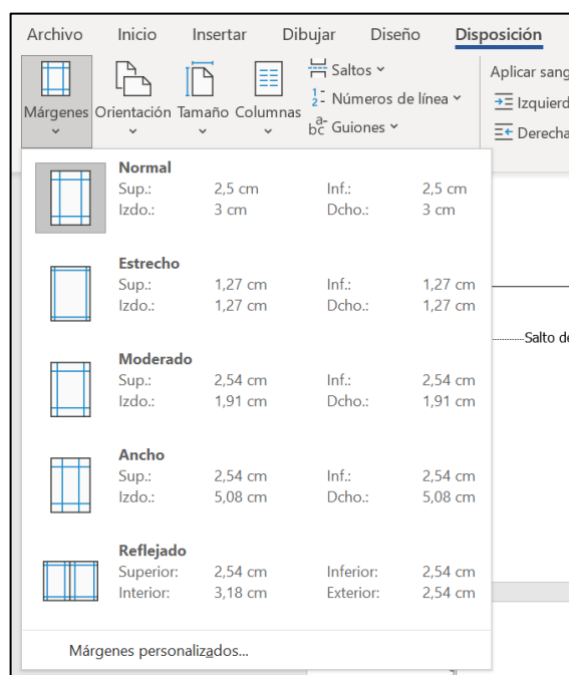 Archivo Inicio Insertar Dibujar Diseño Disposición
Márgenes Orientación Tamaño Columnas
Saltos
Números de línea
Guiones
Aplicar sang
Izquierd
Derecha
Normal
Sup.: 2,5 cm Inf.: 2,5 cm
Izdo.: 3 cm Dcho.: 3 cm
Estrecho
Sup.: 1,27 cm Inf.: 1,27 cm
Izdo.: 1,27 cm Dcho.: 1,27 cm
Moderado
Sup.: 2,54 cm Inf.: 2,54 cm
Izdo.: 1,91 cm Dcho.: 1,91 cm
Ancho
Sup.: 2,54 cm Inf.: 2,54 cm
Izdo.: 5,08 cm Dcho.: 5,08 cm
Reflejado
Superior: 2,54 cm Inferior: 2,54 cm
Interior: 3,18 cm Exterior: 2,54 cm
Márgenes personalizados...
Salto de